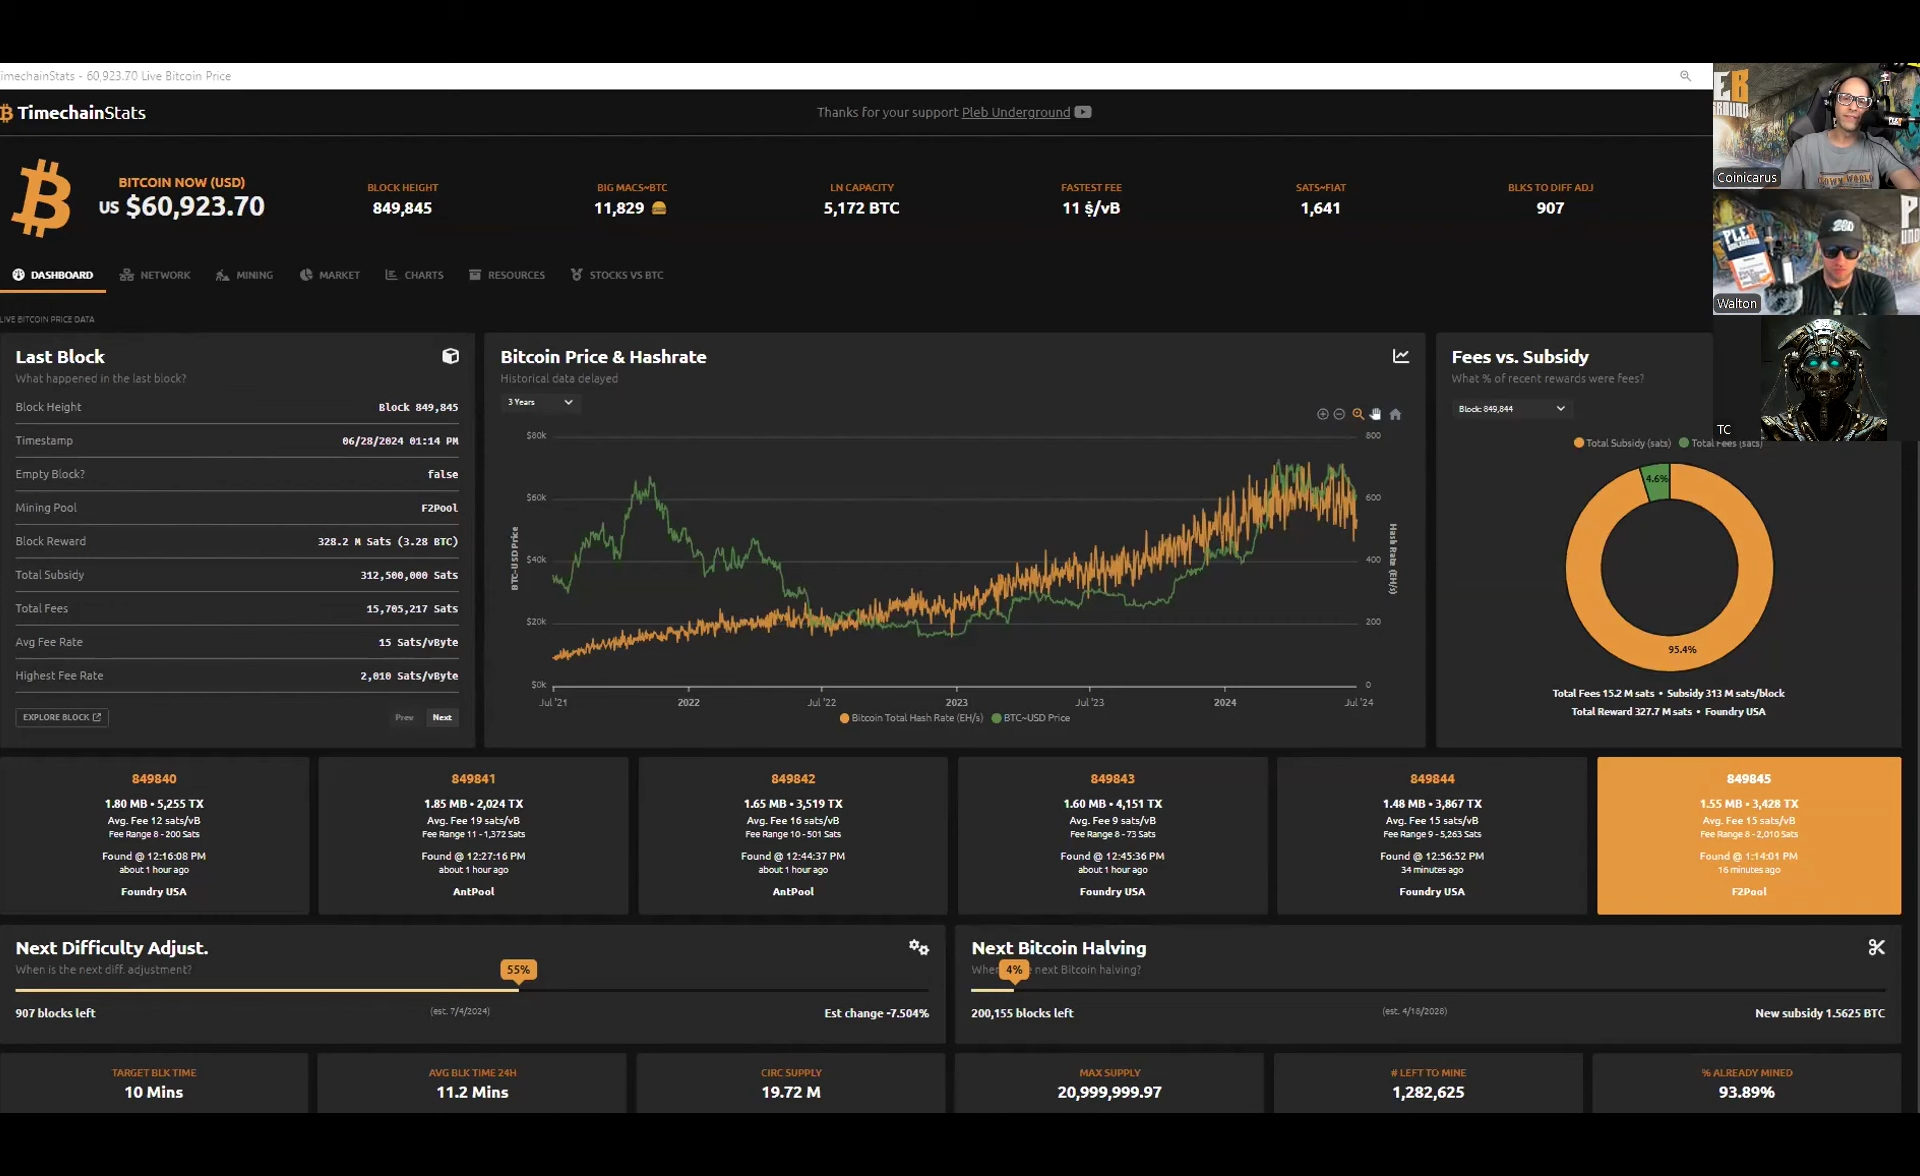 imechainStats - 60,923.70 Live Bitcoin Price
TimechainStats
Thanks for your support Pleb Underground
BITCOIN NOW (USD)
US $60,923.70
BLOCK HEIGHT
849,845
BIG MACS~BTC
11,829
LN CAPACITY
5,172 BTC
FASTEST FEE
11 $/vB
SATS~FIAT
1,641
BLKS TO DIFF ADJ
907
Coinicarus
Walton
TC
DASHBOARD NETWORK MINING MARKET CHARTS RESOURCES STOCKS VS BTC
LIVE BITCOIN PRICE DATA
Last Block
What happened in the last block?
Block Height Block 849,845
Timestamp 06/28/2024 01:14 PM
Empty Block? false
Mining Pool F2Pool
Block Reward 328.2 M Sats (3.28 BTC)
Total Subsidy 312,500,000 Sats
Total Fees 15,705,217 Sats
Avg Fee Rate 15 Sats/vByte
Highest Fee Rate 2,010 Sats/vByte
EXPLORE BLOCK Prev Next
Bitcoin Price & Hashrate
Historical data delayed
3 Years
$80k
$60k
$40k
$20k
$0k
BTC-USD Price
800
600
400
200
0
Hash Rate (EH/s)
Jul '21 2022 Jul '22 2023 Jul '23 2024 Jul '24
Bitcoin Total Hash Rate (EH/s) BTC~USD Price
Fees vs. Subsidy
What % of recent rewards were fees?
Block: 849,844
Total Subsidy (sats) Total Fees (sats)
4.6%
95.4%
Total Fees 15.2 M sats • Subsidy 313 M sats/block
Total Reward 327.7 M sats • Foundry USA
849840
1.80 MB • 5,255 TX
Avg. Fee 12 sats/vB
Fee Range 8 - 200 Sats
Found @ 12:16:08 PM
about 1 hour ago
Foundry USA
849841
1.85 MB • 2,024 TX
Avg. Fee 19 sats/vB
Fee Range 11 - 1,372 Sats
Found @ 12:27:16 PM
about 1 hour ago
AntPool
849842
1.65 MB • 3,519 TX
Avg. Fee 16 sats/vB
Fee Range 10 - 501 Sats
Found @ 12:44:37 PM
about 1 hour ago
AntPool
849843
1.60 MB • 4,151 TX
Avg. Fee 9 sats/vB
Fee Range 8 - 73 Sats
Found @ 12:45:36 PM
about 1 hour ago
Foundry USA
849844
1.48 MB • 3,867 TX
Avg. Fee 15 sats/vB
Fee Range 9 - 5,263 Sats
Found @ 12:56:52 PM
34 minutes ago
Foundry USA
849845
1.55 MB • 3,428 TX
Avg. Fee 15 sats/vB
Fee Range 8 - 2,010 Sats
Found @ 1:14:01 PM
16 minutes ago
F2Pool
Next Difficulty Adjust.
When is the next diff. adjustment?
55%
907 blocks left (est. 7/4/2024) Est change -7.504%
Next Bitcoin Halving
4% next Bitcoin halving?
200,155 blocks left (est. 4/18/2028) New subsidy 1.5625 BTC
TARGET BLK TIME
10 Mins
AVG BLK TIME 24H
11.2 Mins
CIRC SUPPLY
19.72 M
MAX SUPPLY
20,999,999.97
# LEFT TO MINE
1,282,625
% ALREADY MINED
93.89%